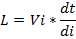 L = Vi * dt/di